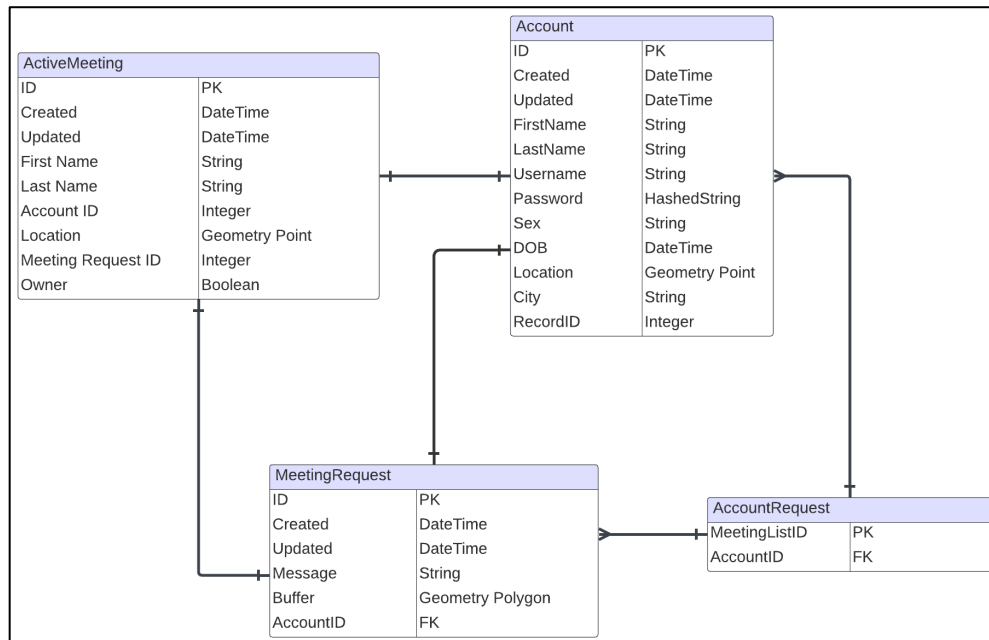 ActiveMeeting
ID PK
Created DateTime
Updated DateTime
First Name String
Last Name String
Account ID Integer
Location Geometry Point
Meeting Request ID Integer
Owner Boolean
Account
ID PK
Created DateTime
Updated DateTime
FirstName String
LastName String
Username String
Password HashedString
Sex String
DOB DateTime
Location Geometry Point
City String
RecordID Integer
MeetingRequest
ID PK
Created DateTime
Updated DateTime
Message String
Buffer Geometry Polygon
AccountID FK
AccountRequest
MeetingListID PK
AccountID FK